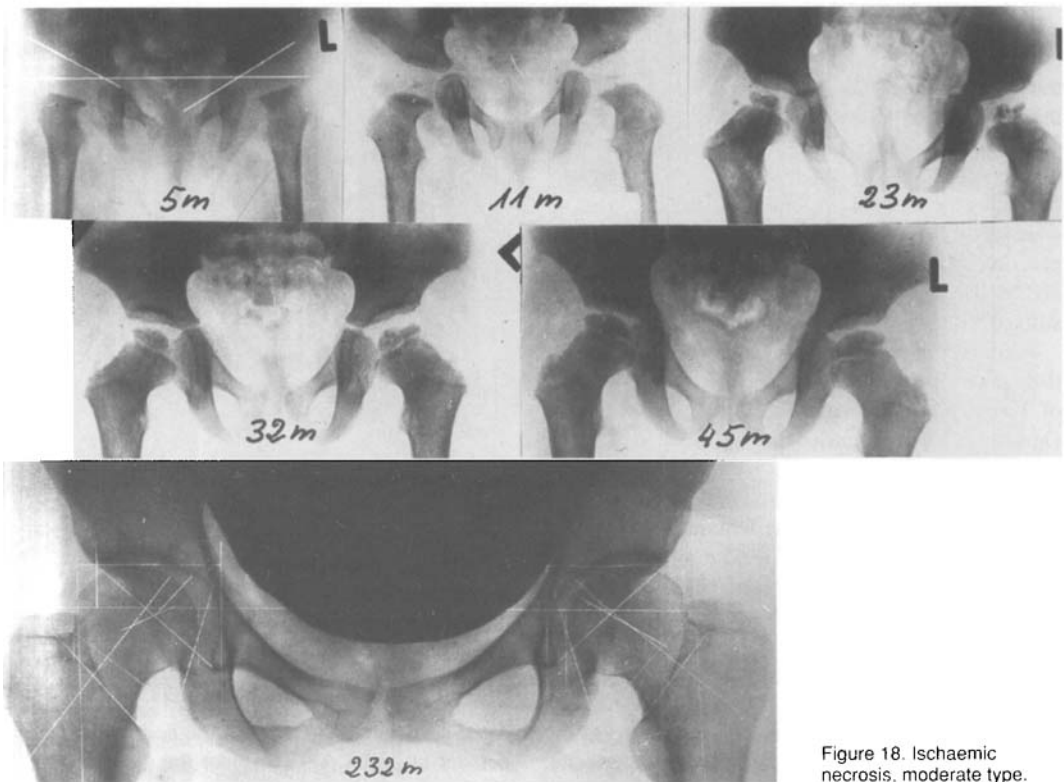 L
5m
11m
23m
L
32m
45m
232m
Figure 18. Ischaemic
necrosis, moderate type.